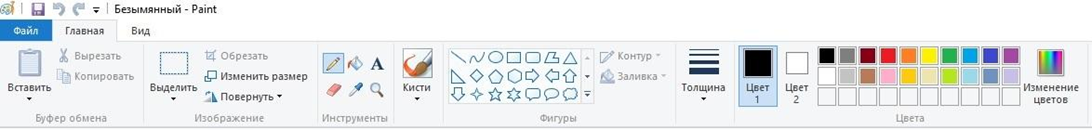 Безымянный - Paint
Файл Главная Вид
Вставить
Вырезать
Копировать
Буфер обмена
Выделить
Обрезать
Изменить размер
Повернуть
Изображение
A
Инструменты
Кисти
Контур
Заливка
Фигуры
Толщина
Цвет
1
Цвет
2
Изменение
цветов
Цвета